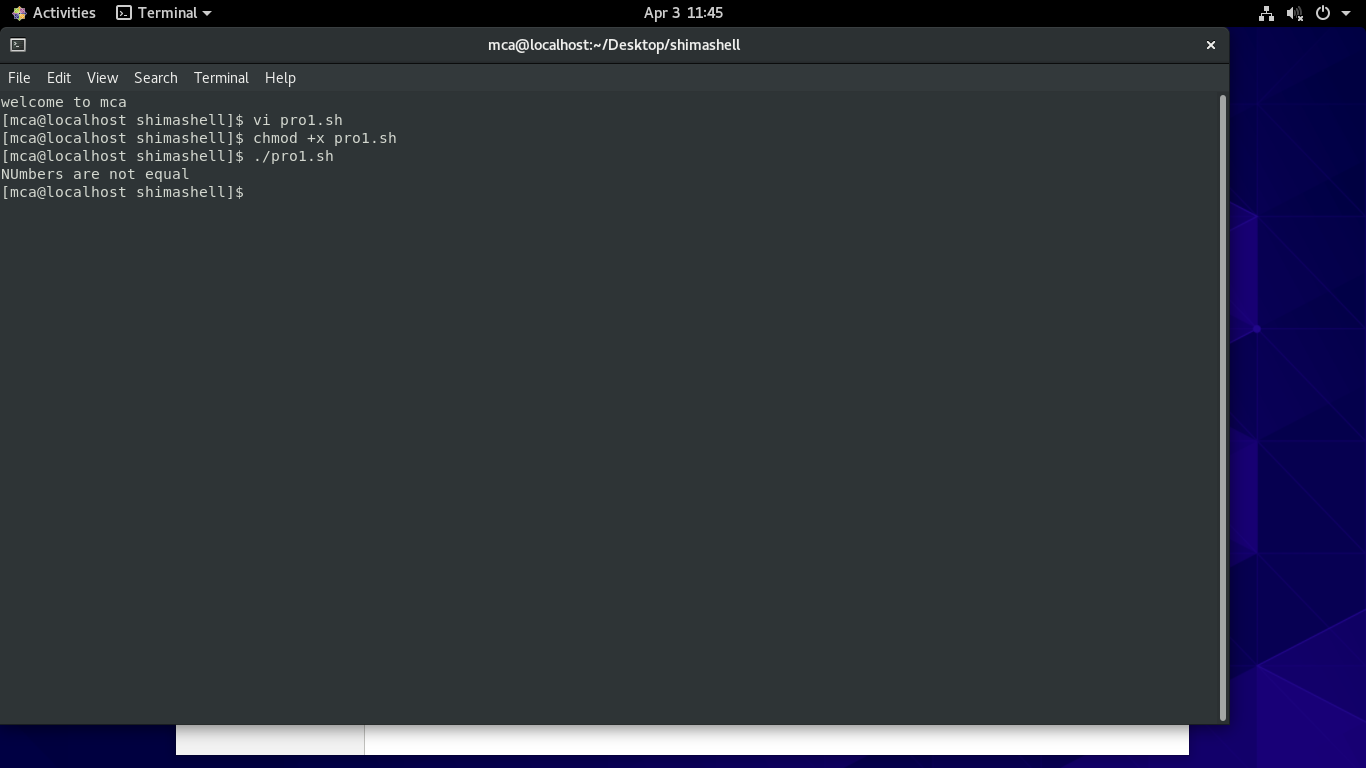 Activities Terminal Apr 3 11:45
mca@localhost:~/Desktop/shimashell
File Edit View Search Terminal Help
welcome to mca
[mca@localhost shimashell]$ vi pro1.sh
[mca@localhost shimashell]$ chmod +x pro1.sh
[mca@localhost shimashell]$ ./pro1.sh
NUmbers are not equal
[mca@localhost shimashell]$